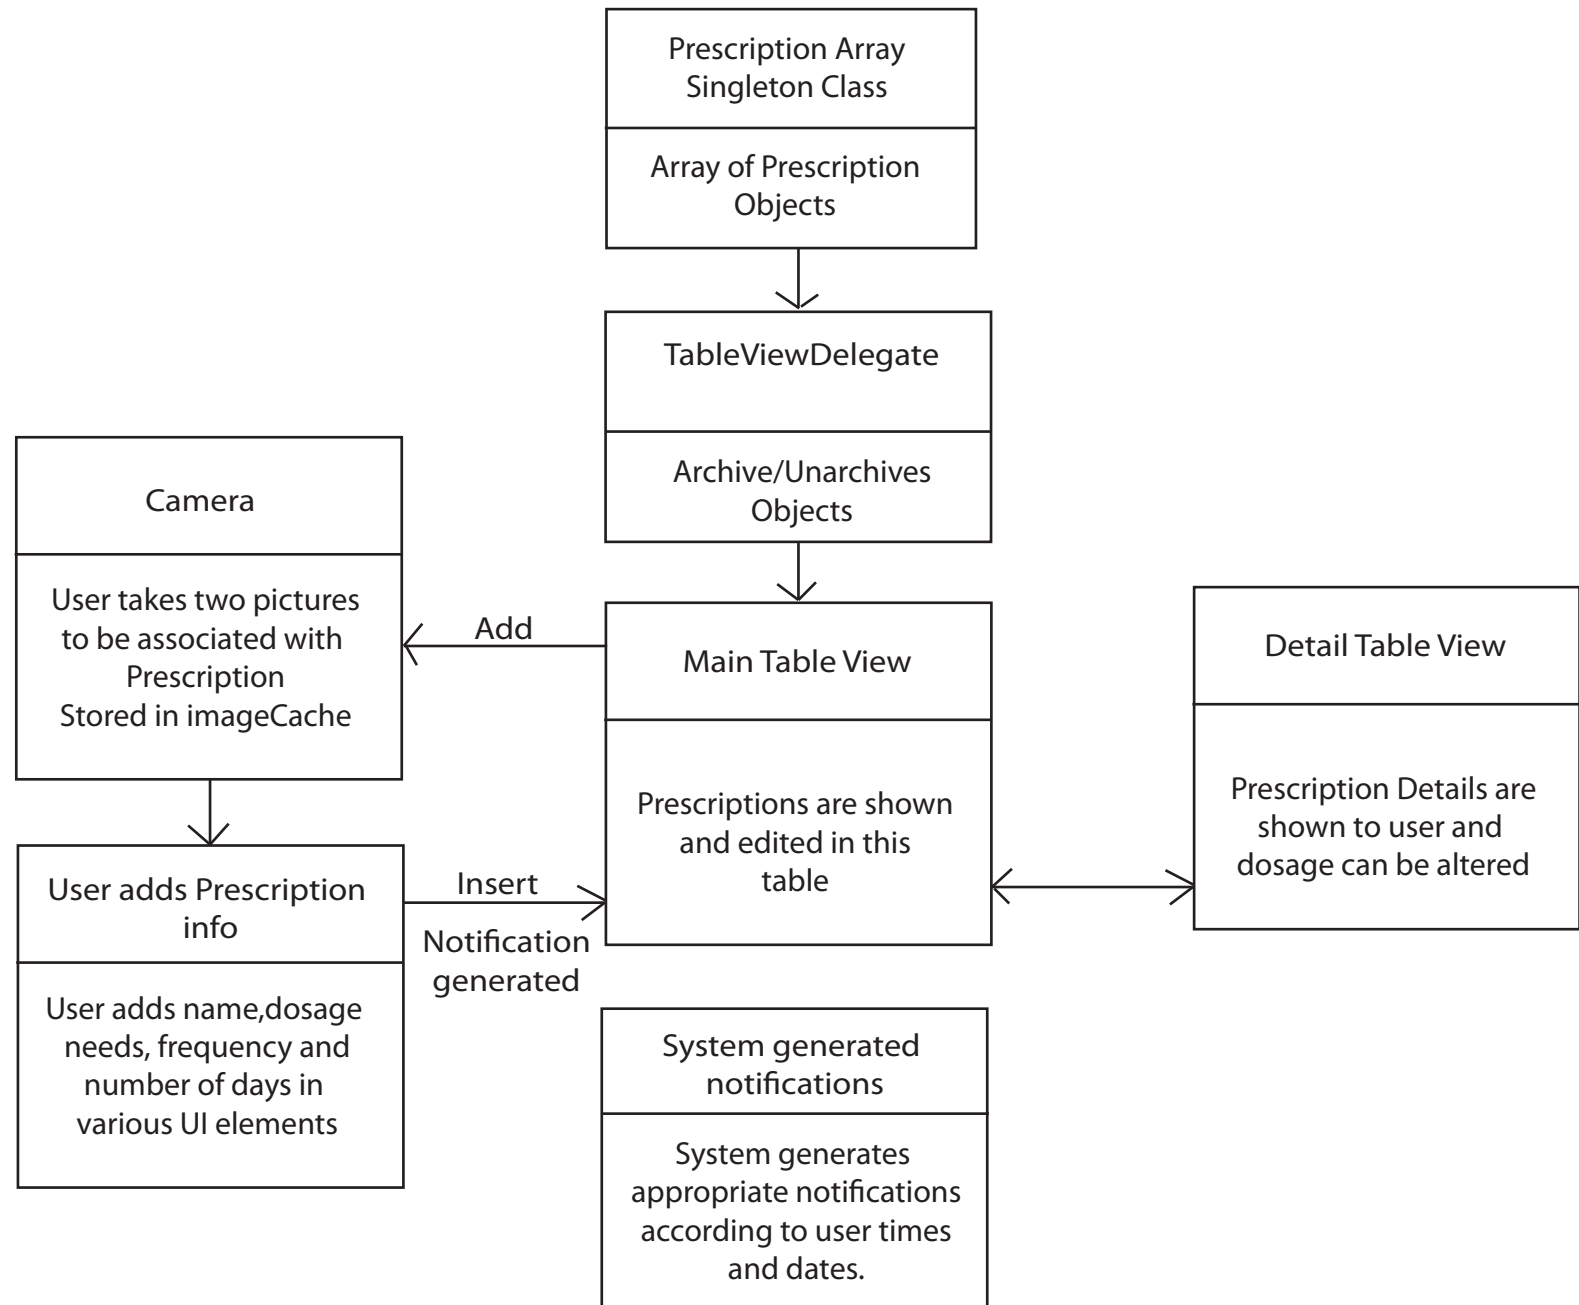 Prescription Array
Singleton Class
Array of Prescription
Objects
TableViewDelegate
Archive/Unarchives
Objects
Camera
User takes two pictures
to be associated with
Prescription
Stored in imageCache
Add
Main Table View
Prescriptions are shown
and edited in this
table
Detail Table View
Prescription Details are
shown to user and
dosage can be altered
User adds Prescription
info
User adds name,dosage
needs, frequency and
number of days in
various UI elements
Insert
Notification
generated
System generated
notifications
System generates
appropriate notifications
according to user times
and dates.